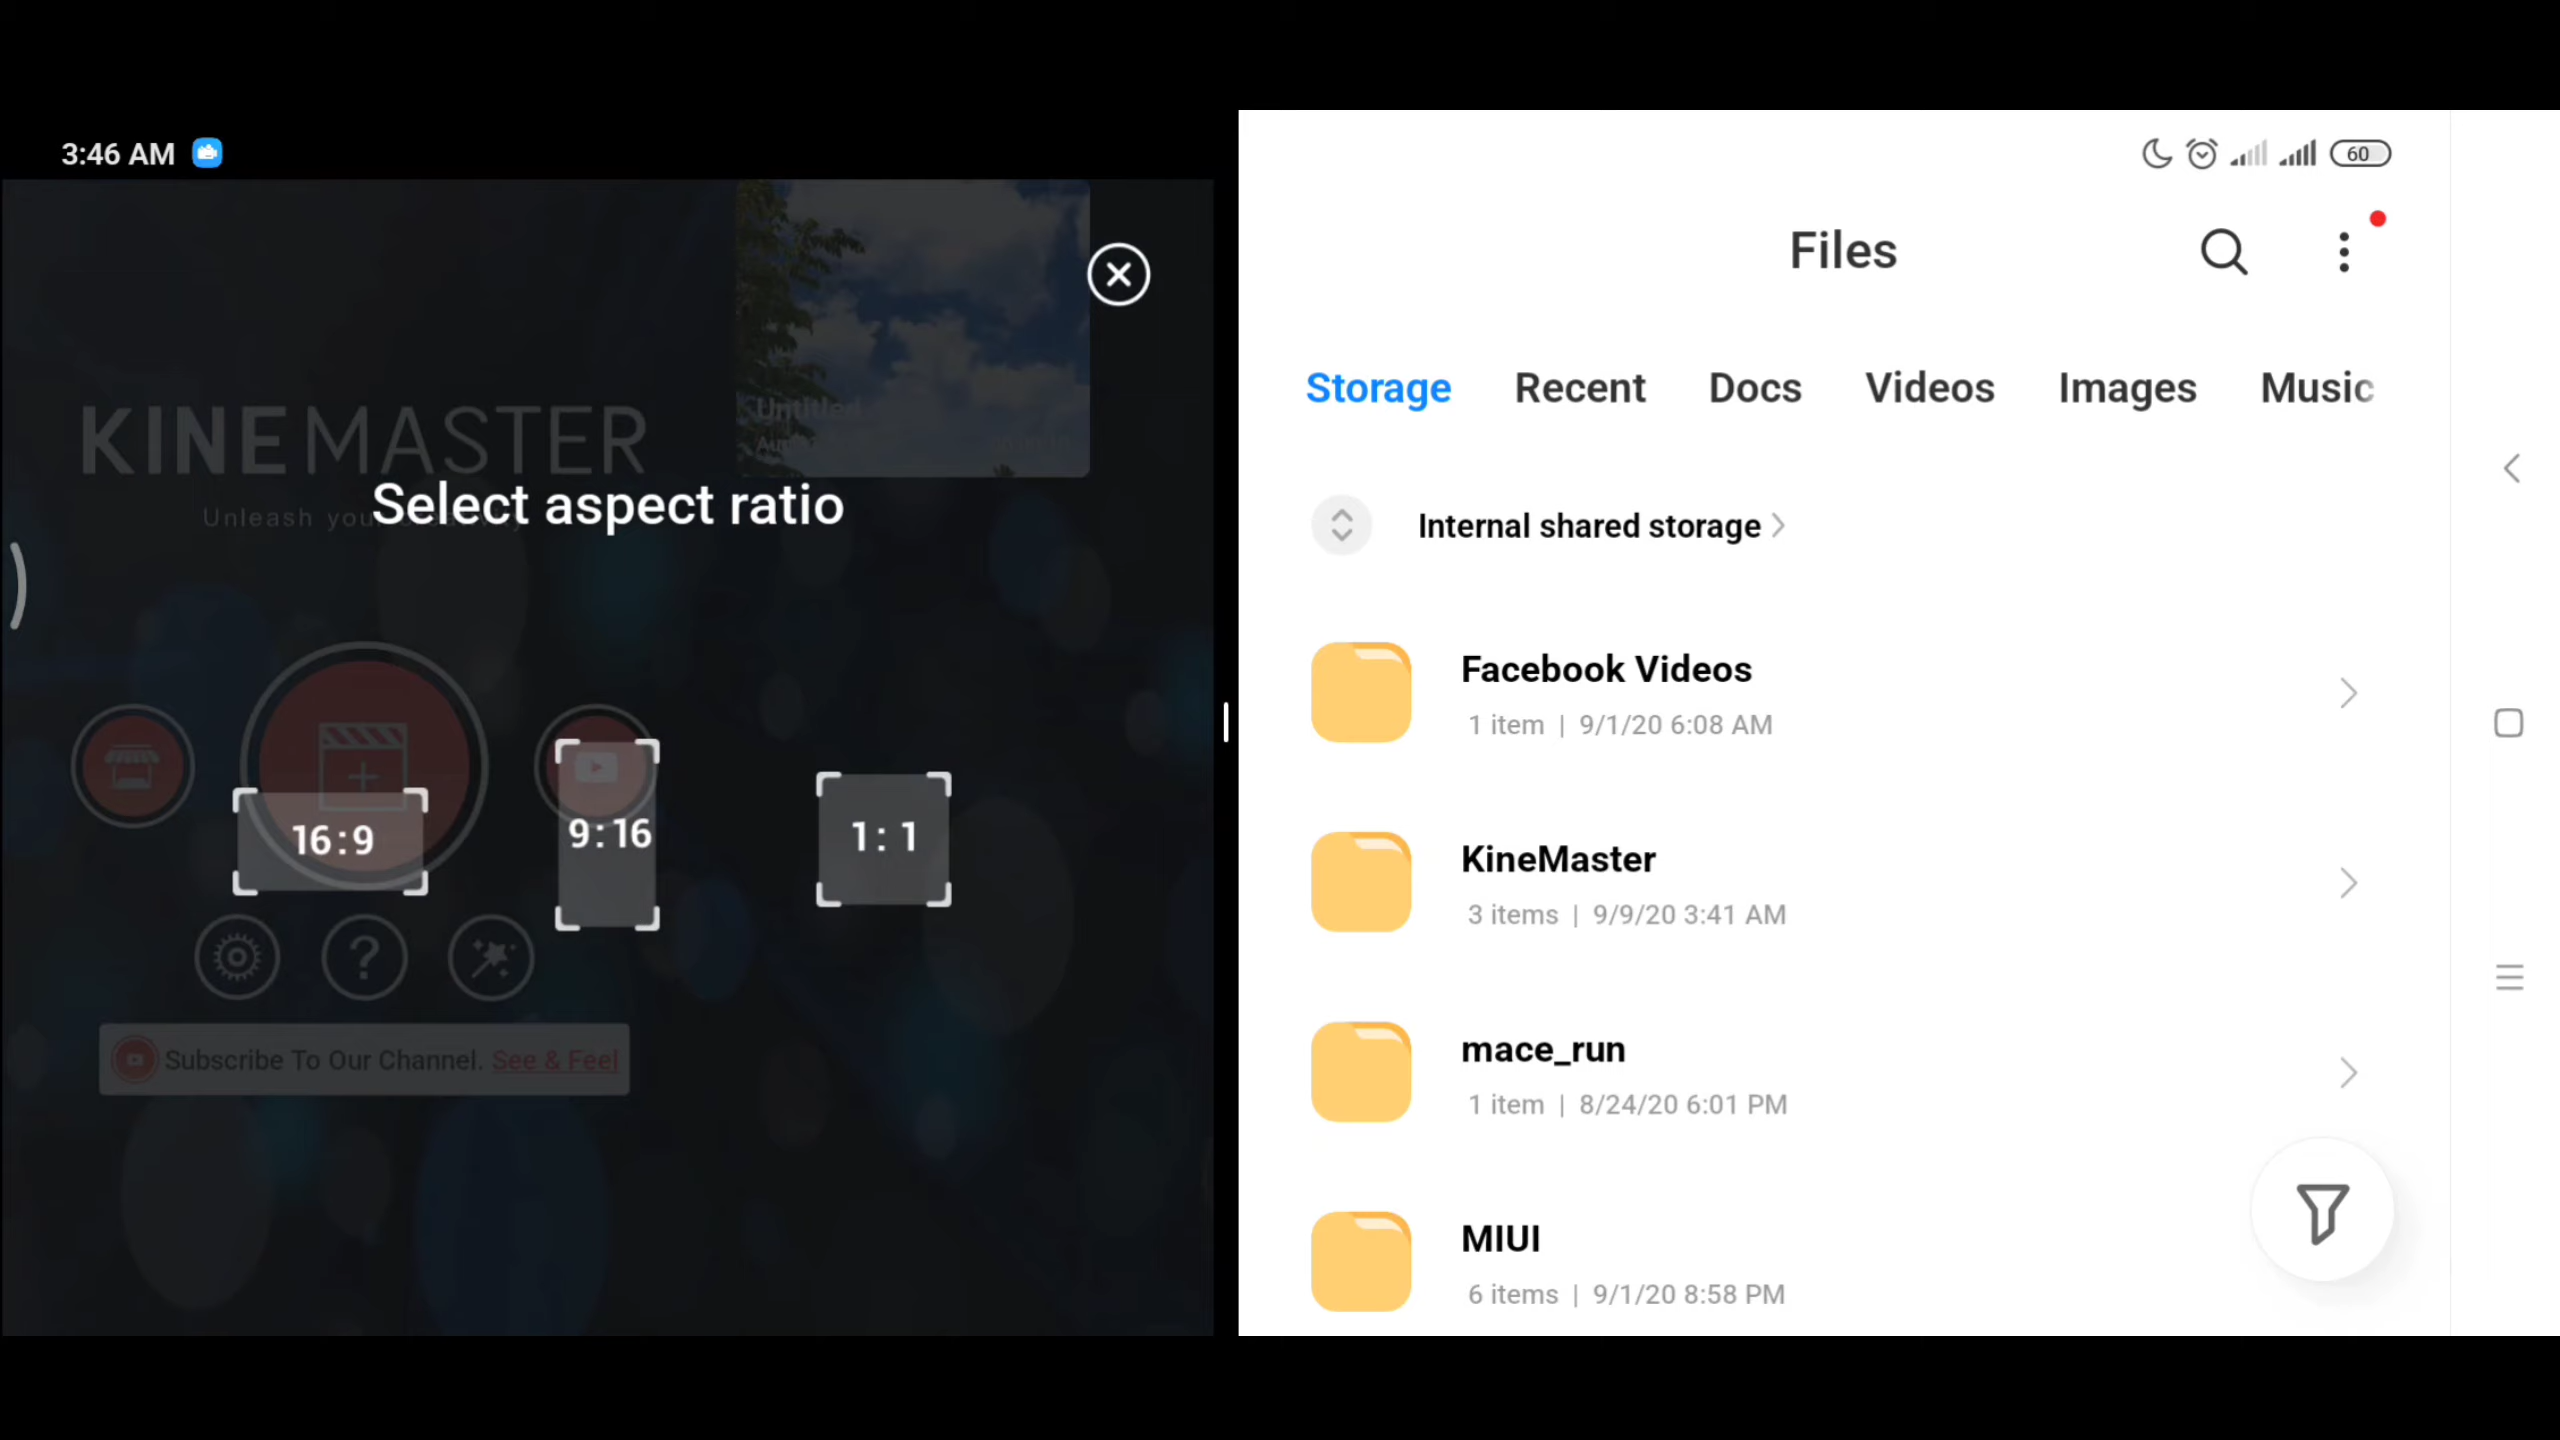 3:46 AM
KINEMASTER
Untitled
Select aspect ratio
Unleash you
16:9
9:16
1:1
?
Subscribe To Our Channel. See & Feel
60
Files
Storage Recent Docs Videos Images Music
Internal shared storage
Facebook Videos
1 item | 9/1/20 6:08 AM
KineMaster
3 items | 9/9/20 3:41 AM
mace_run
1 item | 8/24/20 6:01 PM
MIUI
6 items | 9/1/20 8:58 PM